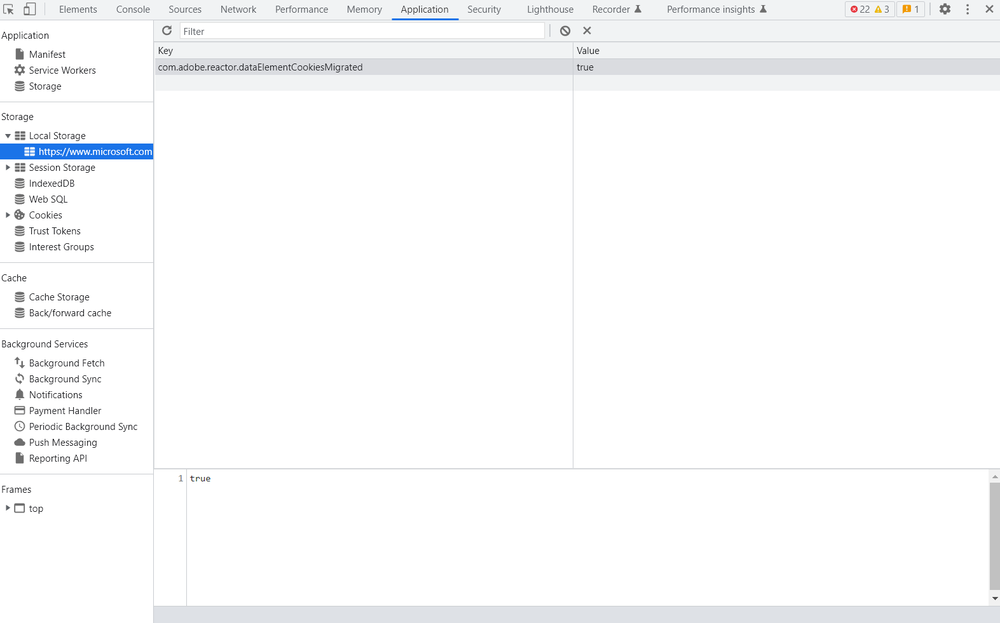 Elements Console Sources Network Performance Memory Application Security Lighthouse Recorder Performance insights 22 3 1
Filter
Application
Manifest
Service Workers
Storage
Storage
Local Storage
https://www.microsoft.com
Session Storage
IndexedDB
Web SQL
Cookies
Trust Tokens
Interest Groups
Cache
Cache Storage
Back/forward cache
Background Services
Background Fetch
Background Sync
Notifications
Payment Handler
Periodic Background Sync
Push Messaging
Reporting API
Frames
top
Key Value
com.adobe.reactor.dataElementCookiesMigrated true
1 true